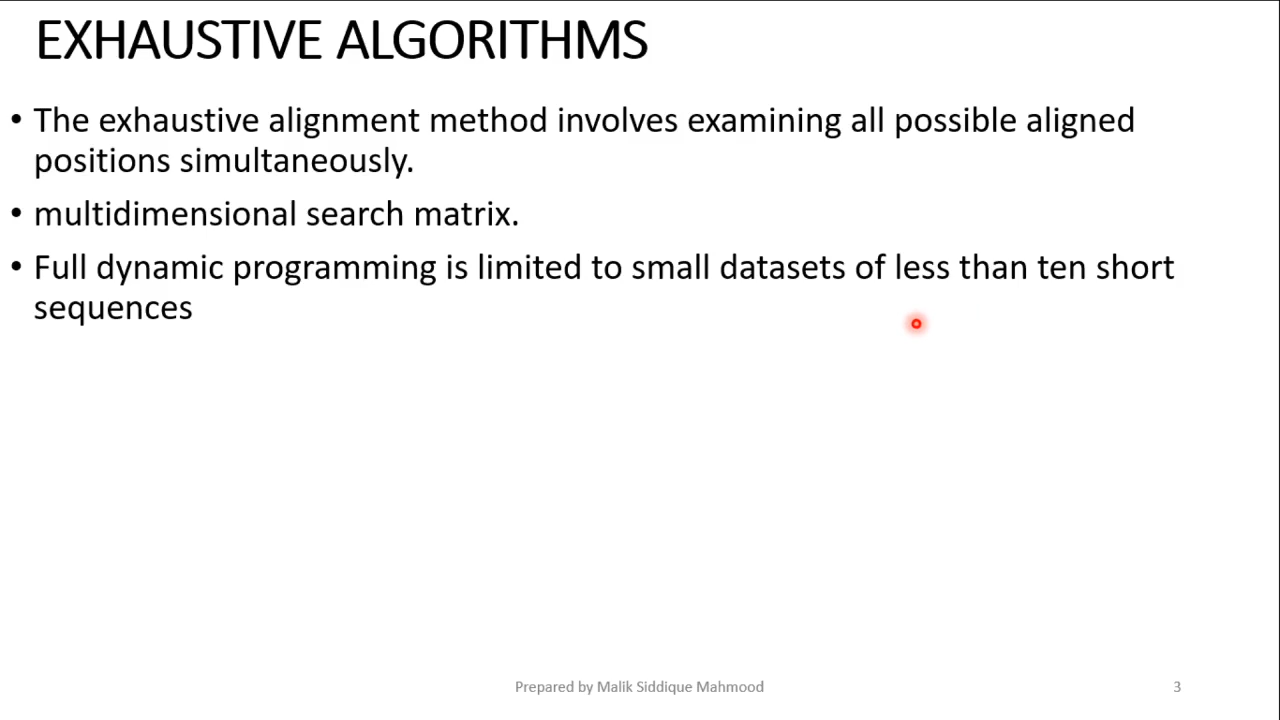 EXHAUSTIVE ALGORITHMS
• The exhaustive alignment method involves examining all possible aligned
positions simultaneously.
• multidimensional search matrix.
• Full dynamic programming is limited to small datasets of less than ten short
sequences
Prepared by Malik Siddique Mahmood
3